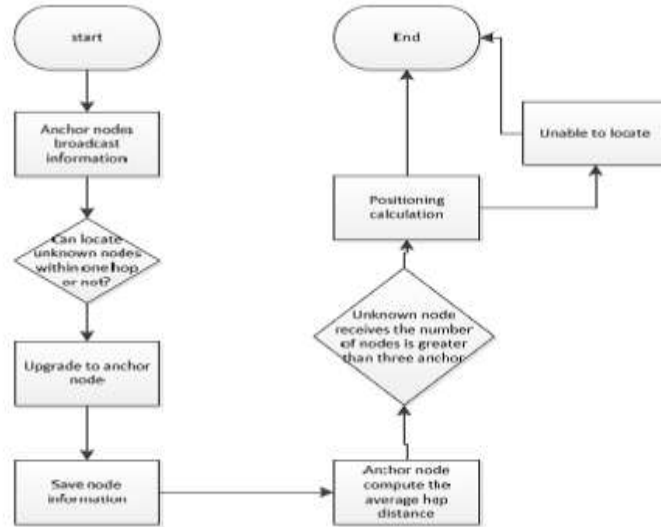 start
Anchor nodes
broadcast
information
Can locate
unknown nodes
within one hop
or not?
Upgrade to anchor
node
Save node
information
Anchor node
compute the
average hop
distance
Unknown node
receives the number
of nodes is greater
than three anchor
Positioning
calculation
Unable to locate
End